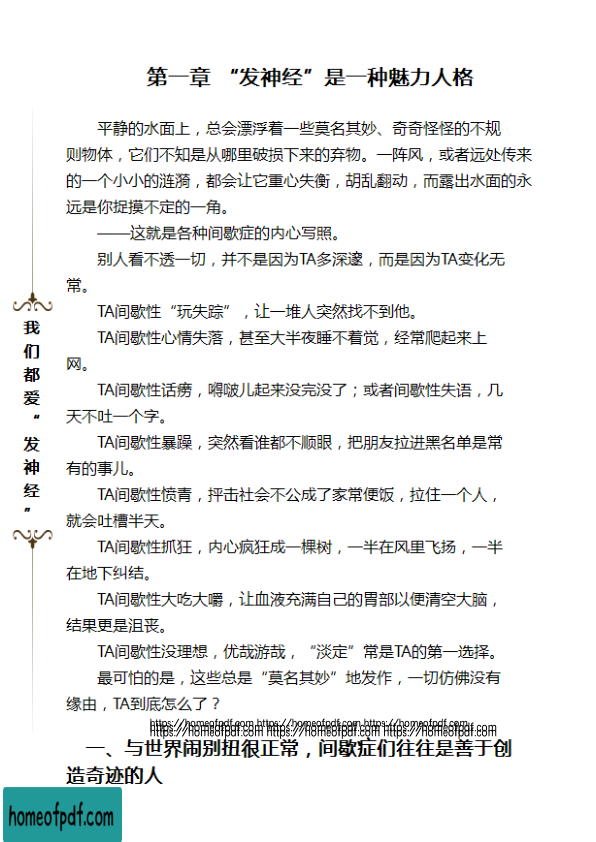 第一章 “发神经”是一种魅力人格
平静的水面上，总会漂浮着一些莫名其妙、奇奇怪怪的不规
则物体，它们不知是从哪里破损下来的弃物。一阵风，或者远处传来
的一个小小的涟漪，都会让它重心失衡，胡乱翻动，而露出水面的永
远是你捉摸不定的一角。
——这就是各种间歇症的内心写照。
别人看不透一切，并不是因为TA多深邃，而是因为TA变化无
常。
TA间歇性“玩失踪”，让一堆人突然找不到他。
TA间歇性心情失落，甚至大半夜睡不着觉，经常爬起来上
网。
TA间歇性话痨，嘚啵儿起来没完没了；或者间歇性失语，几
天不吐一个字。
TA间歇性暴躁，突然看谁都不顺眼，把朋友拉进黑名单是常
有的事儿。
TA间歇性愤青，抨击社会不公成了家常便饭，拉住一个人，
就会吐槽半天。
TA间歇性抓狂，内心疯狂成一棵树，一半在风里飞扬，一半
在地下纠结。
TA间歇性大吃大嚼，让血液充满自己的胃部以便清空大脑，
结果更是沮丧。
TA间歇性没理想，优哉游哉，“淡定”常是TA的第一选择。
最可怕的是，这些总是“莫名其妙”地发作，一切仿佛没有
缘由，TA到底怎么了？
https://homeofpdf.com https://homeofpdf.com https://homeofpdf.com
https://homeofpdf.com https://homeofpdf.com https://homeofpdf.com
一、与世界闹别扭很正常，间歇症们往往是善于创
造奇迹的人
我们都爱“发神经”
homeofpdf.com